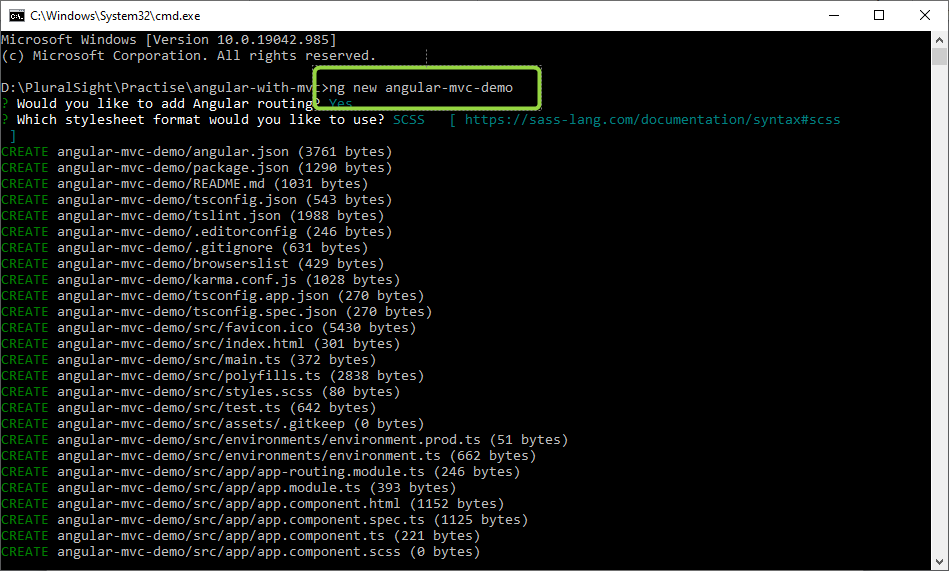 C:\Windows\System32\cmd.exe
Microsoft Windows [Version 10.0.19042.985]
(c) Microsoft Corporation. All rights reserved.
D:\PluralSight\Practise\angular-with-mvc>ng new angular-mvc-demo
? Would you like to add Angular routing? Yes
? Which stylesheet format would you like to use? SCSS   [ https://sass-lang.com/documentation/syntax#scss
 ]
CREATE angular-mvc-demo/angular.json (3761 bytes)
CREATE angular-mvc-demo/package.json (1290 bytes)
CREATE angular-mvc-demo/README.md (1031 bytes)
CREATE angular-mvc-demo/tsconfig.json (543 bytes)
CREATE angular-mvc-demo/tslint.json (1988 bytes)
CREATE angular-mvc-demo/.editorconfig (246 bytes)
CREATE angular-mvc-demo/.gitignore (631 bytes)
CREATE angular-mvc-demo/browserslist (429 bytes)
CREATE angular-mvc-demo/karma.conf.js (1028 bytes)
CREATE angular-mvc-demo/tsconfig.app.json (270 bytes)
CREATE angular-mvc-demo/tsconfig.spec.json (270 bytes)
CREATE angular-mvc-demo/src/favicon.ico (5430 bytes)
CREATE angular-mvc-demo/src/index.html (301 bytes)
CREATE angular-mvc-demo/src/main.ts (372 bytes)
CREATE angular-mvc-demo/src/polyfills.ts (2838 bytes)
CREATE angular-mvc-demo/src/styles.scss (80 bytes)
CREATE angular-mvc-demo/src/test.ts (642 bytes)
CREATE angular-mvc-demo/src/assets/.gitkeep (0 bytes)
CREATE angular-mvc-demo/src/environments/environment.prod.ts (51 bytes)
CREATE angular-mvc-demo/src/environments/environment.ts (662 bytes)
CREATE angular-mvc-demo/src/app/app-routing.module.ts (246 bytes)
CREATE angular-mvc-demo/src/app/app.module.ts (393 bytes)
CREATE angular-mvc-demo/src/app/app.component.html (1152 bytes)
CREATE angular-mvc-demo/src/app/app.component.spec.ts (1125 bytes)
CREATE angular-mvc-demo/src/app/app.component.ts (221 bytes)
CREATE angular-mvc-demo/src/app/app.component.scss (0 bytes)